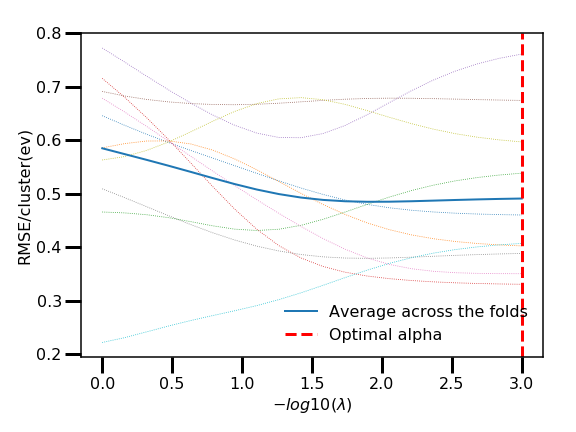 0.8
0.7
0.6
0.5
0.4
0.3
0.2
RMSE/cluster(ev)
Average across the folds
Optimal alpha
0.0 0.5 1.0 1.5 2.0 2.5 3.0
−log10(λ)